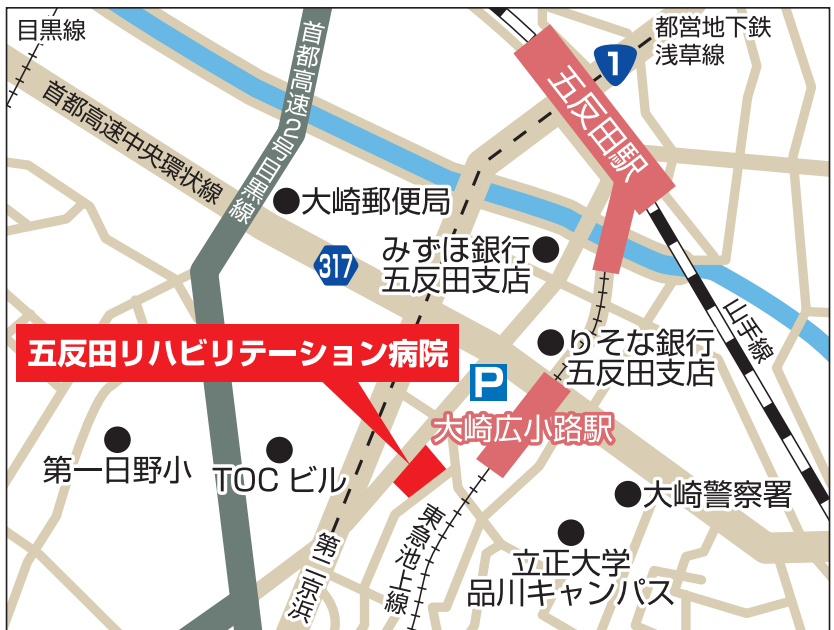 目黒線
首都高速2号目黒線
都営地下鉄
浅草線
1
五反田駅
首都高速中央環状線
大崎郵便局
みずほ銀行
五反田支店
317
山手線
りそな銀行
五反田支店
五反田リハビリテーション病院
P
大崎広小路駅
第一日野小
TOC ビル
大崎警察署
東急池上線
第二京浜
立正大学
品川キャンパス